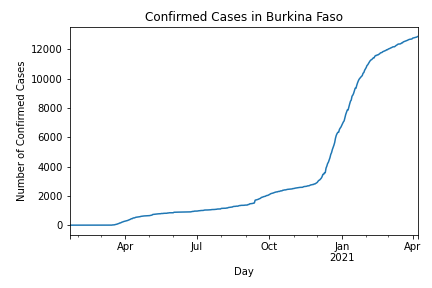 Confirmed Cases in Burkina Faso
Number of Confirmed Cases
12000
10000
8000
6000
4000
2000
0
Apr Jul Oct Jan Apr
2021
Day